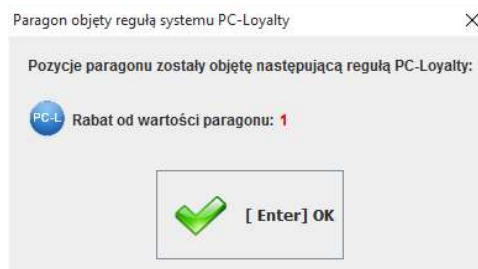 Paragon objęty regułą systemu PC-Loyalty
Pozycje paragonu zostały objętę następującą regułą PC-Loyalty:
PC-L Rabat od wartości paragonu: 1
[ Enter] OK